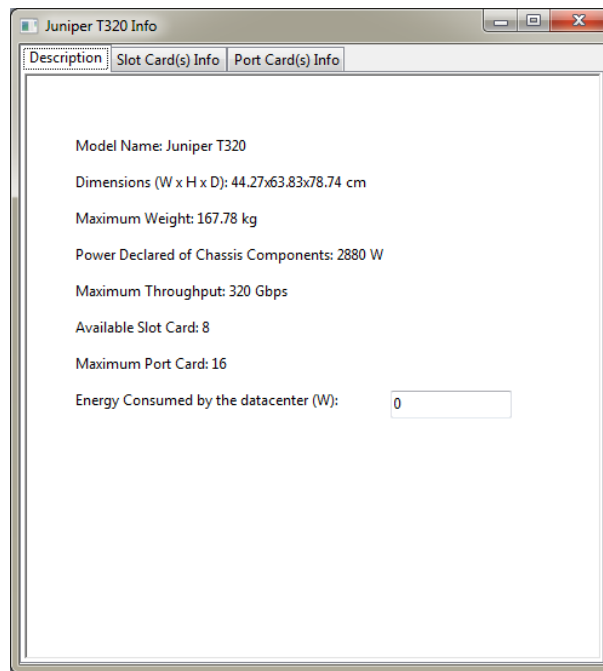 Juniper T320 Info
Description Slot Card(s) Info Port Card(s) Info
Model Name: Juniper T320
Dimensions (W x H x D): 44.27x63.83x78.74 cm
Maximum Weight: 167.78 kg
Power Declared of Chassis Components: 2880 W
Maximum Throughput: 320 Gbps
Available Slot Card: 8
Maximum Port Card: 16
Energy Consumed by the datacenter (W): 0